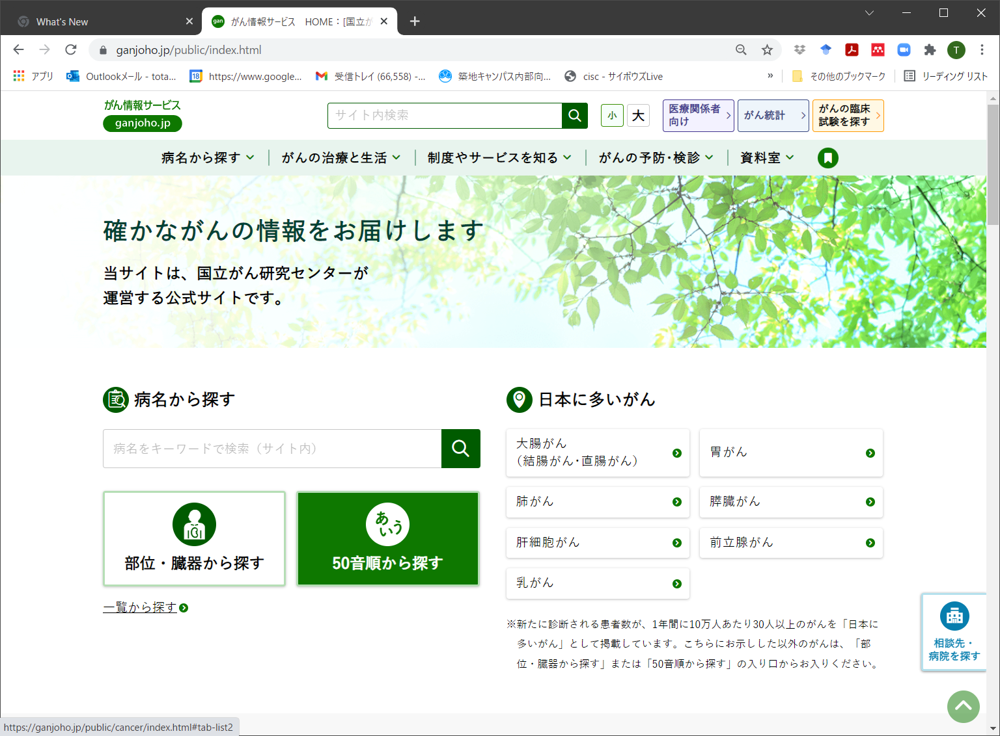 What's New
gan がん情報サービス HOME：[国立が
ganjoho.jp/public/index.html
T
アプリ
Outlookメール - tota...
18 https://www.google...
受信トレイ (66,558) -...
築地キャンパス内部向...
cisc - サイボウズLive
»
その他のブックマーク
リーディング リスト
がん情報サービス
ganjoho.jp
サイト内検索
小
大
医療関係者
向け
がん統計
がんの臨床
試験を探す
病名から探す
がんの治療と生活
制度やサービスを知る
がんの予防・検診
資料室
確かながんの情報をお届けします
当サイトは、国立がん研究センターが
運営する公式サイトです。
病名から探す
病名をキーワードで検索（サイト内）
部位・臓器から探す
あいう
50音順から探す
一覧から探す
日本に多いがん
大腸がん
（結腸がん・直腸がん）
胃がん
肺がん
膵臓がん
肝細胞がん
前立腺がん
乳がん
※新たに診断される患者数が、1年間に10万人あたり30人以上のがんを「日本に
多いがん」として掲載しています。こちらにお示しした以外のがんは、「部
位・臓器から探す」または「50音順から探す」の入り口からお入りください。
相談先・
病院を探す
https://ganjoho.jp/public/cancer/index.html#tab-list2